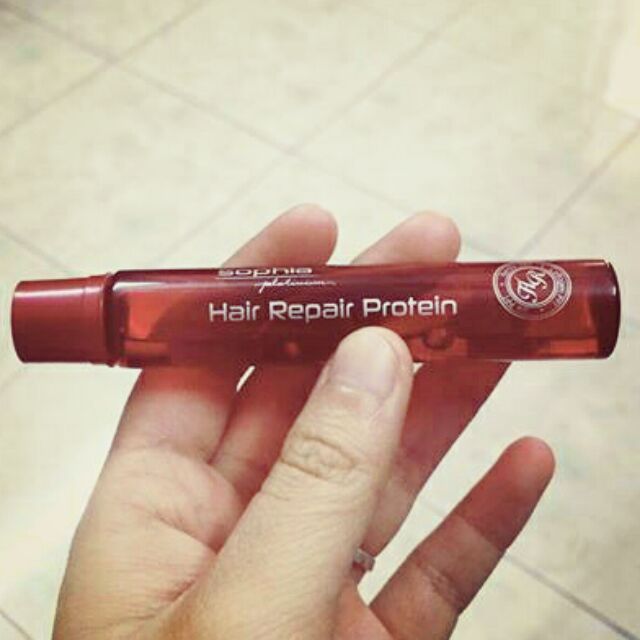 sophia
platinum
Hair Repair Protein